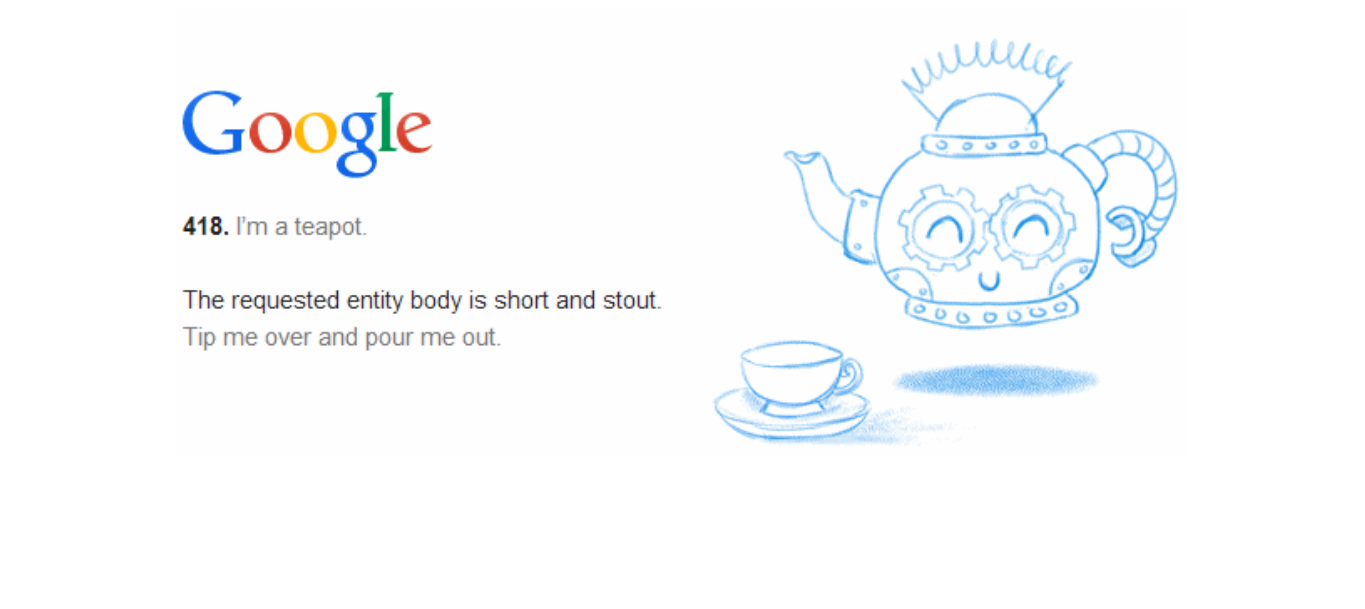 Google
418. I'm a teapot.
The requested entity body is short and stout.
Tip me over and pour me out.